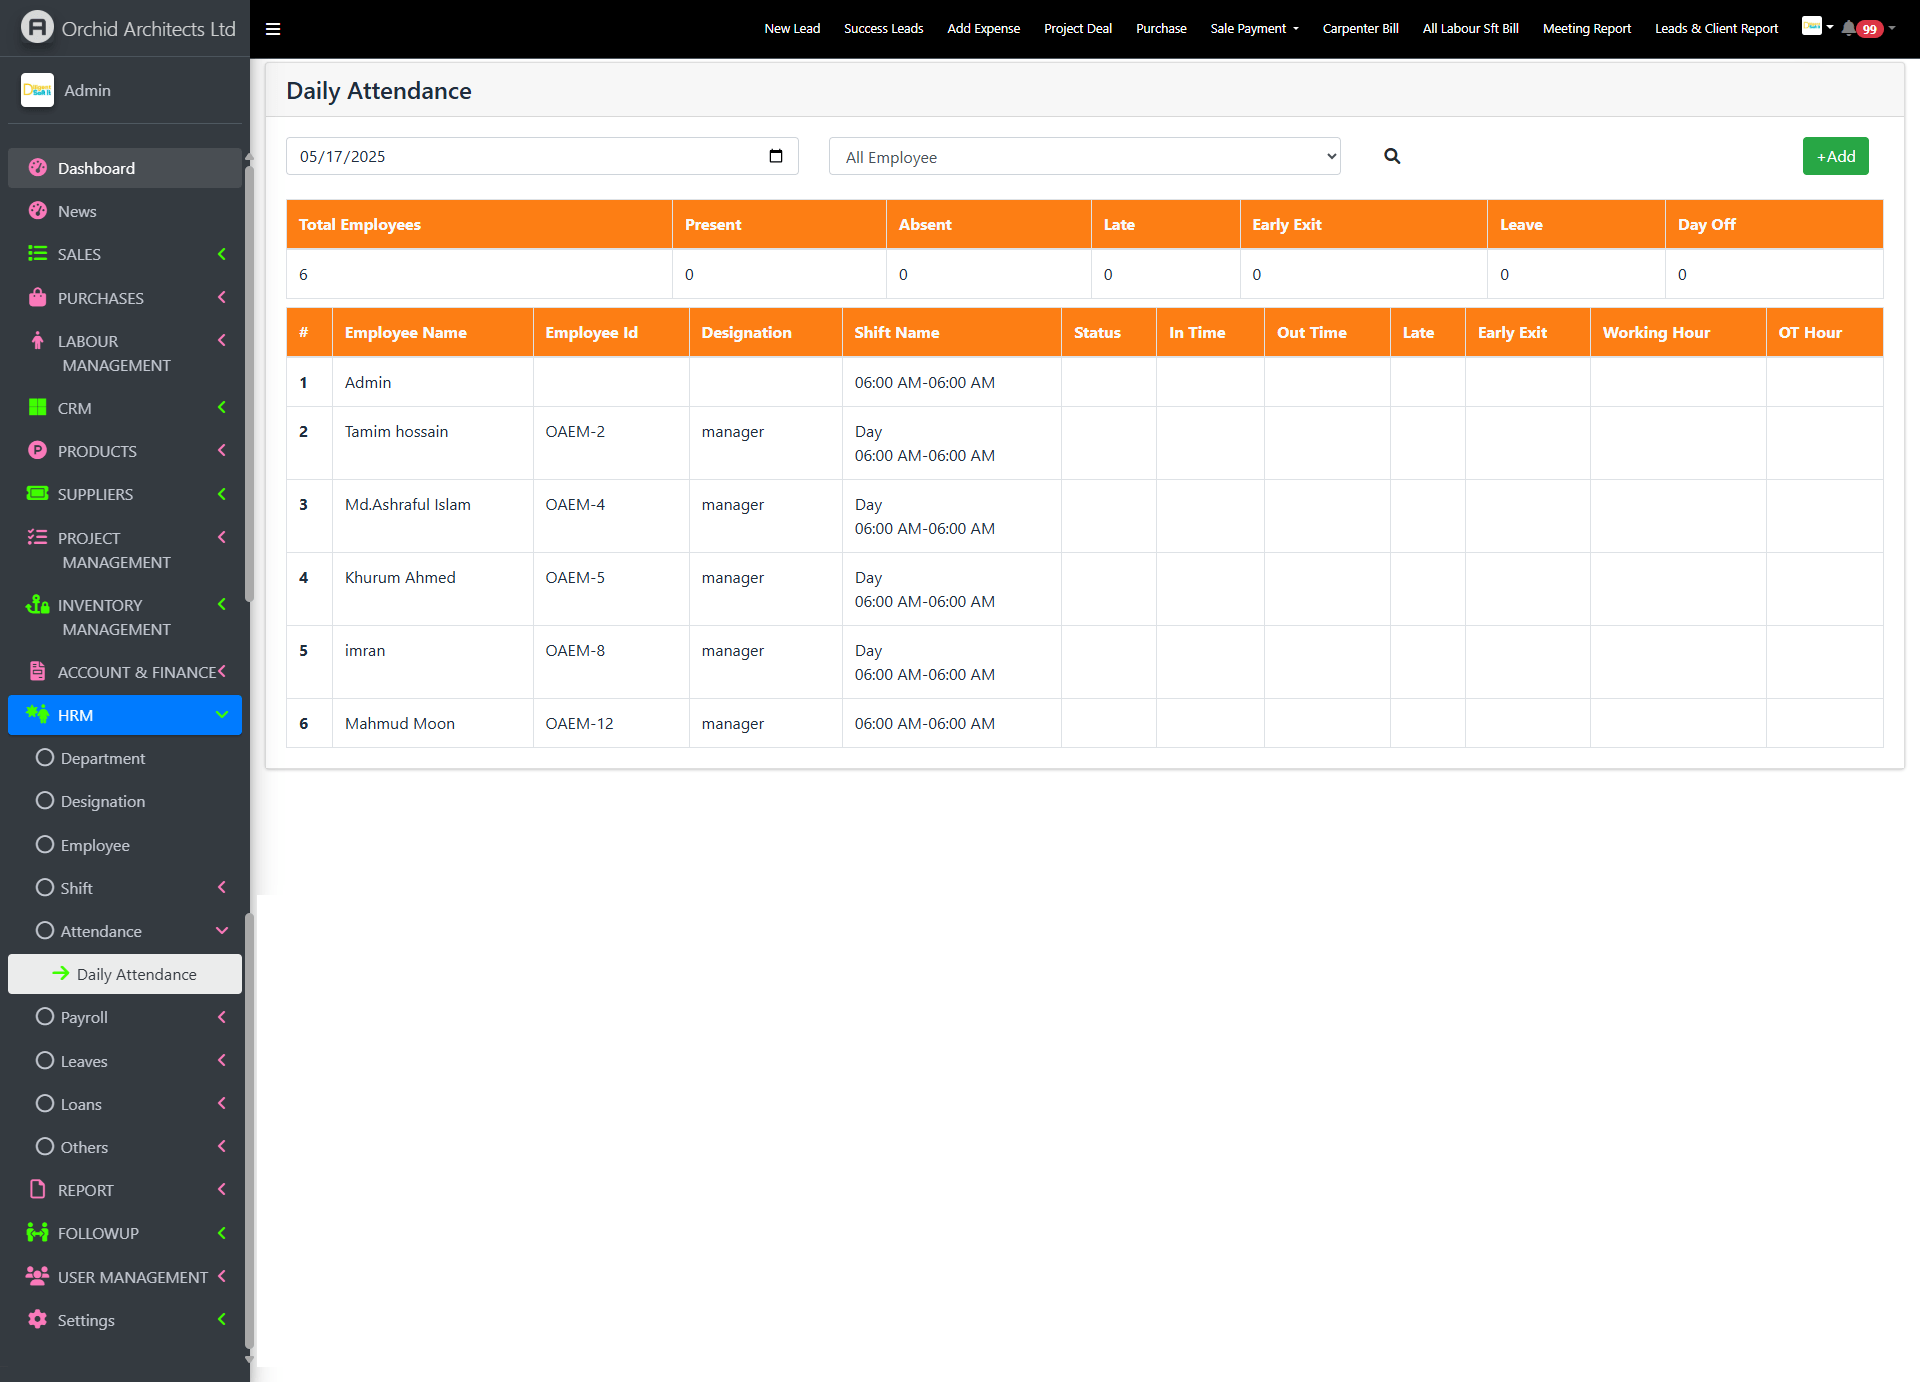 Orchid Architects Ltd
New Lead Success Leads Add Expense Project Deal Purchase Sale Payment Carpenter Bill All Labour Sft Bill Meeting Report Leads & Client Report 99
Admin
Dashboard
News
SALES
PURCHASES
LABOUR
MANAGEMENT
CRM
PRODUCTS
SUPPLIERS
PROJECT
MANAGEMENT
INVENTORY
MANAGEMENT
ACCOUNT & FINANCE
HRM
Department
Designation
Employee
Shift
Attendance
Daily Attendance
Payroll
Leaves
Loans
Others
REPORT
FOLLOWUP
USER MANAGEMENT
Settings
Daily Attendance
05/17/2025 All Employee +Add
Total Employees Present Absent Late Early Exit Leave Day Off
6 0 0 0 0 0 0
# Employee Name Employee Id Designation Shift Name Status In Time Out Time Late Early Exit Working Hour OT Hour
1 Admin 06:00 AM-06:00 AM
2 Tamim hossain OAEM-2 manager Day
06:00 AM-06:00 AM
3 Md.Ashraful Islam OAEM-4 manager Day
06:00 AM-06:00 AM
4 Khurum Ahmed OAEM-5 manager Day
06:00 AM-06:00 AM
5 imran OAEM-8 manager Day
06:00 AM-06:00 AM
6 Mahmud Moon OAEM-12 manager 06:00 AM-06:00 AM